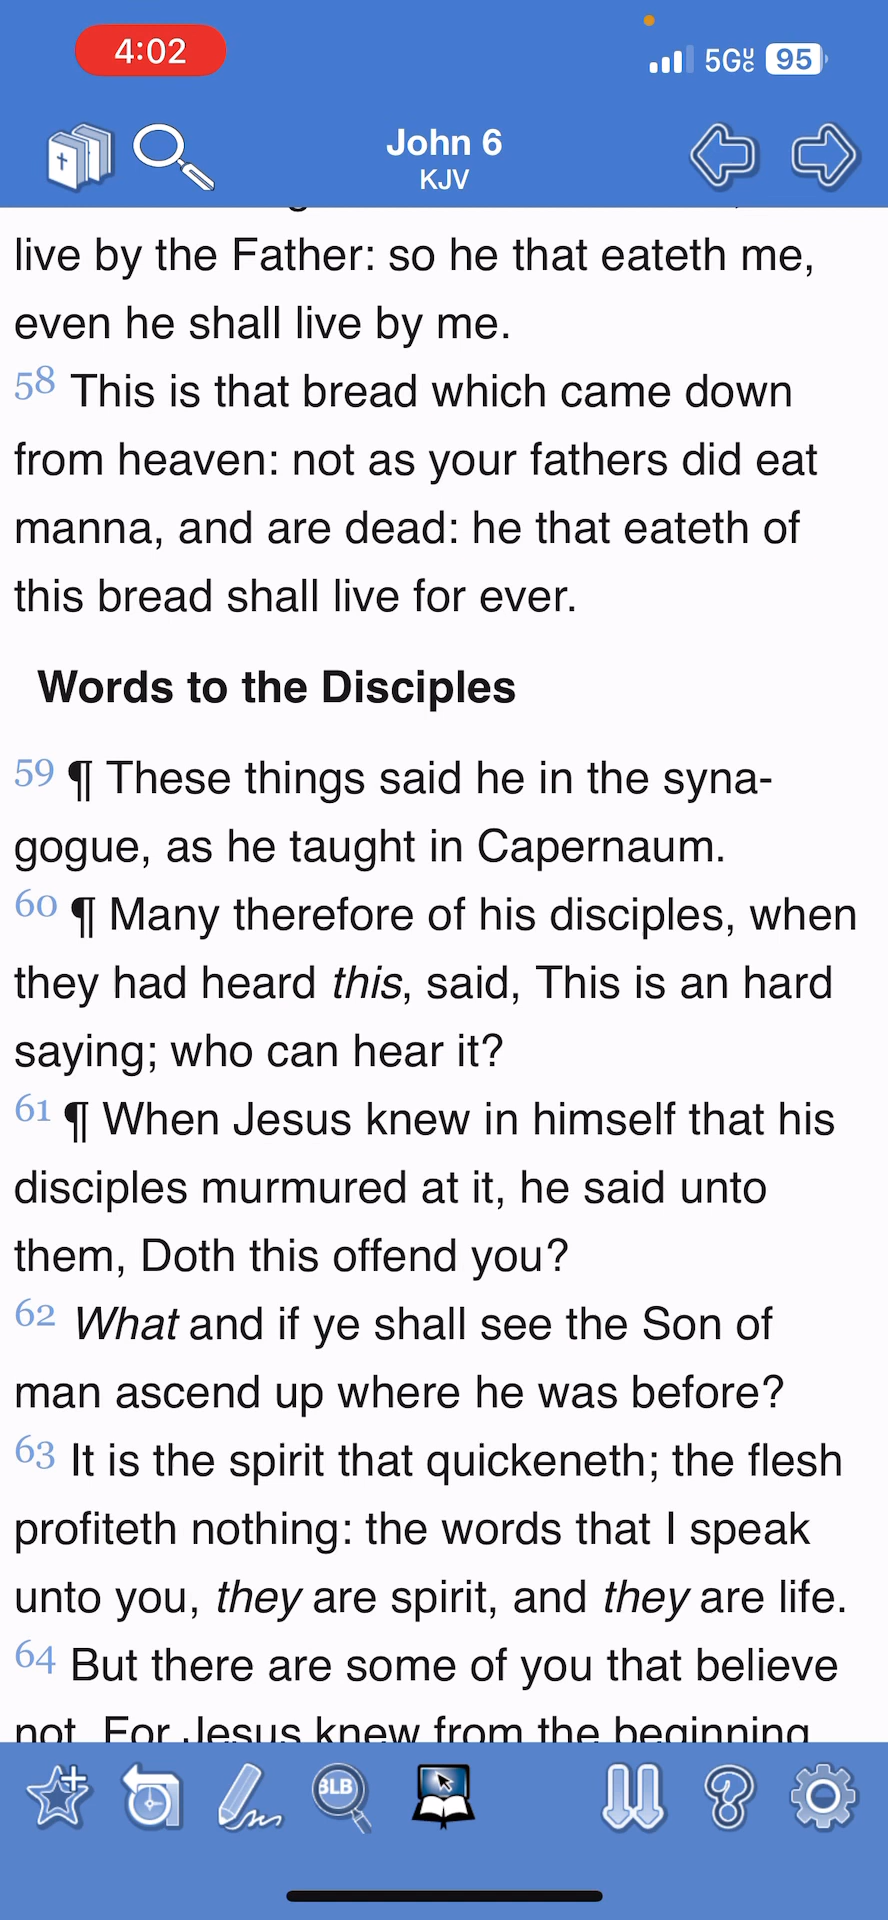 4:02
5G UC 95
John 6
KJV
live by the Father: so he that eateth me,
even he shall live by me.
58 This is that bread which came down
from heaven: not as your fathers did eat
manna, and are dead: he that eateth of
this bread shall live for ever.
Words to the Disciples
59 ¶ These things said he in the syna-
gogue, as he taught in Capernaum.
60 ¶ Many therefore of his disciples, when
they had heard this, said, This is an hard
saying; who can hear it?
61 ¶ When Jesus knew in himself that his
disciples murmured at it, he said unto
them, Doth this offend you?
62 What and if ye shall see the Son of
man ascend up where he was before?
63 It is the spirit that quickeneth; the flesh
profiteth nothing: the words that I speak
unto you, they are spirit, and they are life.
64 But there are some of you that believe
not. For Jesus knew from the beginning
BLB